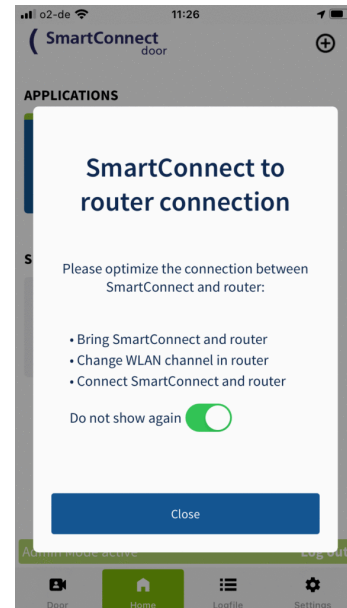 o2-de 11:26
SmartConnect
door
APPLICATIONS
SmartConnect to
router connection
S
Please optimize the connection between
SmartConnect and router:
• Bring SmartConnect and router
• Change WLAN channel in router
• Connect SmartConnect and router
Do not show again
Close
Admin Mode active Log out
Door Home Logfile Settings